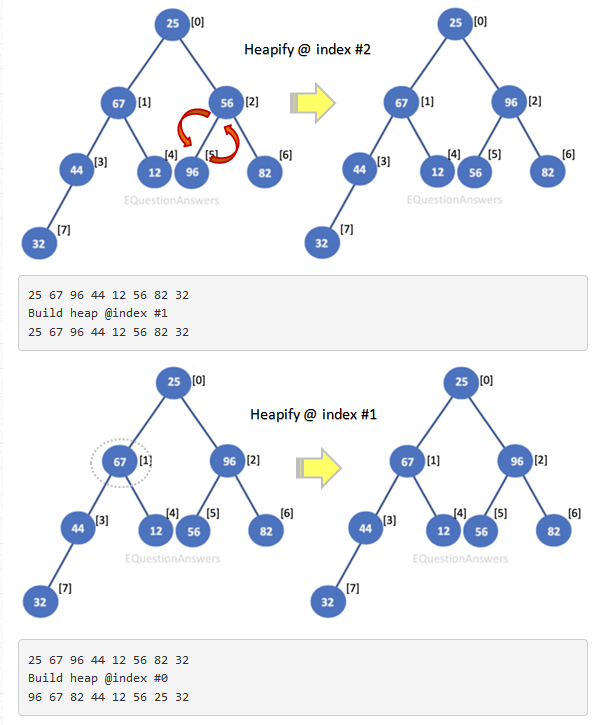 25 [0] 25 [0]
Heapify @ index #2
67 [1] 56 [2] 67 [1] 96 [2]
44 [3] 12 [4] 96 [5] 82 [6] 44 [3] 12 [4] 56 [5] 82 [6]
EQuestionAnswers EQuestionAnswers
32 [7] 32 [7]
25 67 96 44 12 56 82 32
Build heap @index #1
25 67 96 44 12 56 82 32
25 [0] 25 [0]
Heapify @ index #1
67 [1] 96 [2] 67 [1] 96 [2]
44 [3] 12 [4] 56 [5] 82 [6] 44 [3] 12 [4] 56 [5] 82 [6]
EQuestionAnswers EQuestionAnswers
32 [7] 32 [7]
25 67 96 44 12 56 82 32
Build heap @index #0
96 67 82 44 12 56 25 32